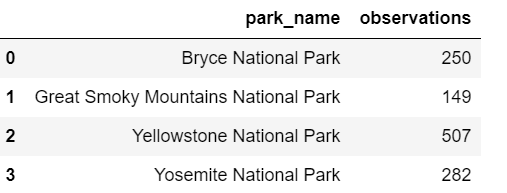 park_name observations
0 Bryce National Park 250
1 Great Smoky Mountains National Park 149
2 Yellowstone National Park 507
3 Yosemite National Park 282